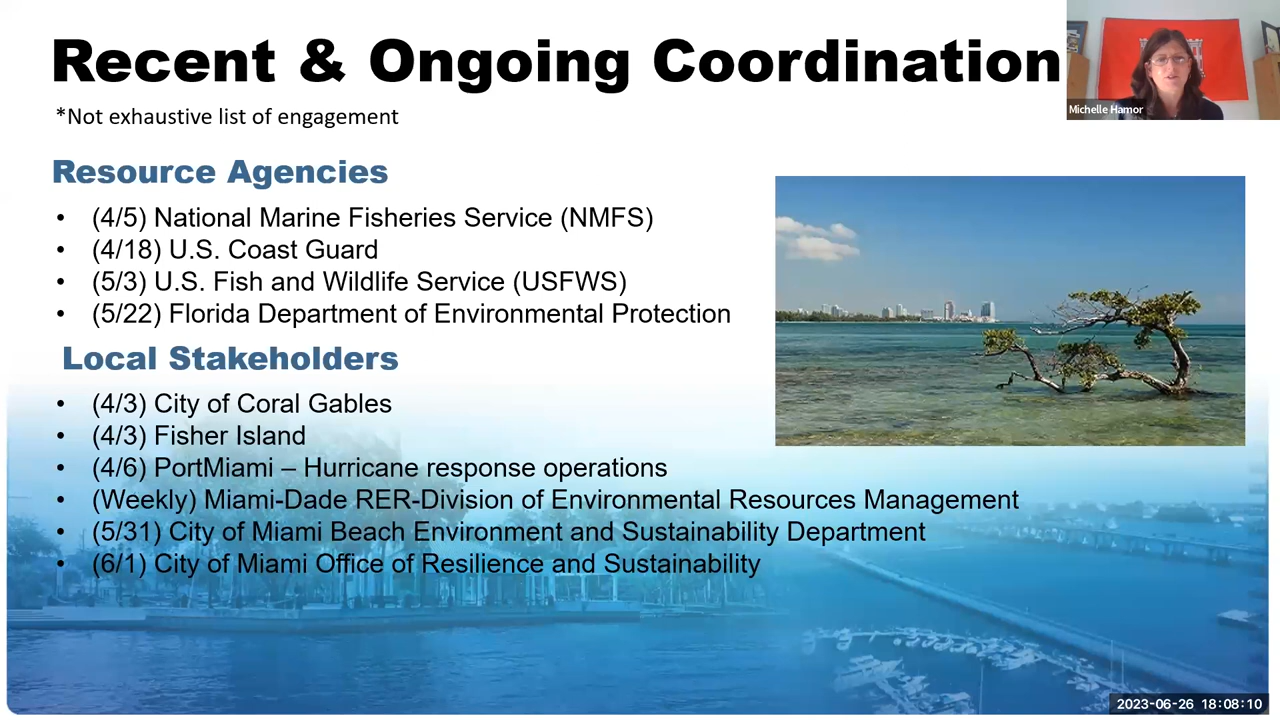 Recent & Ongoing Coordination
*Not exhaustive list of engagement
Resource Agencies
• (4/5) National Marine Fisheries Service (NMFS)
• (4/18) U.S. Coast Guard
• (5/3) U.S. Fish and Wildlife Service (USFWS)
• (5/22) Florida Department of Environmental Protection
Local Stakeholders
• (4/3) City of Coral Gables
• (4/3) Fisher Island
• (4/6) PortMiami – Hurricane response operations
• (Weekly) Miami-Dade RER-Division of Environmental Resources Management
• (5/31) City of Miami Beach Environment and Sustainability Department
• (6/1) City of Miami Office of Resilience and Sustainability
Michelle Hamor
2023-06-26 18:08:10